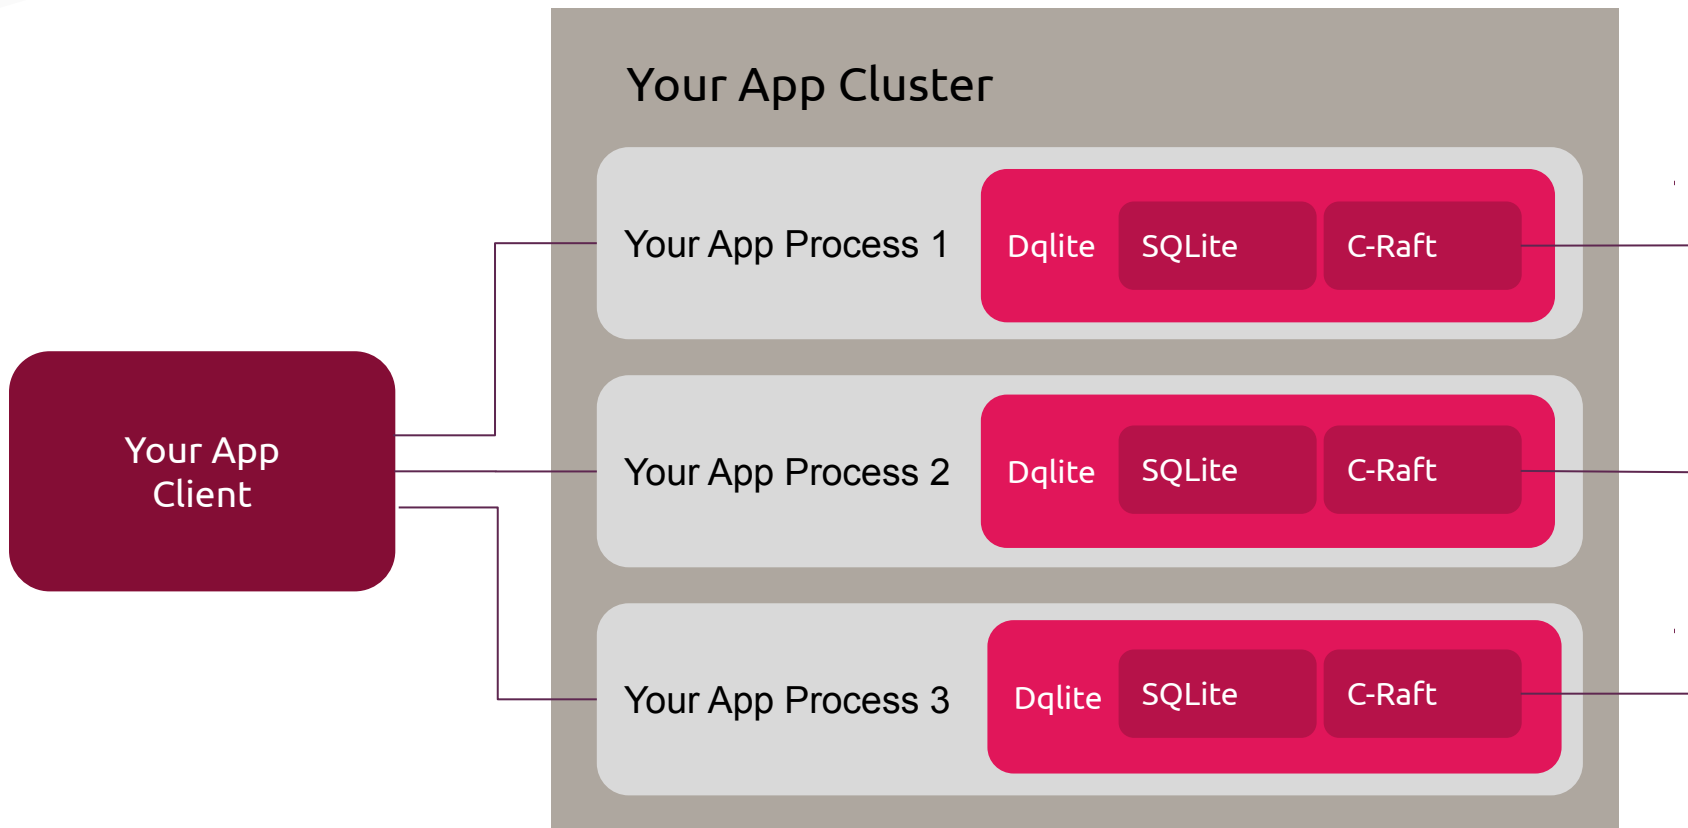 Your App Cluster
Your App Process 1
Dqlite
SQLite
C-Raft
Your App
Client
Your App Process 2
Dqlite
SQLite
C-Raft
Your App Process 3
Dqlite
SQLite
C-Raft